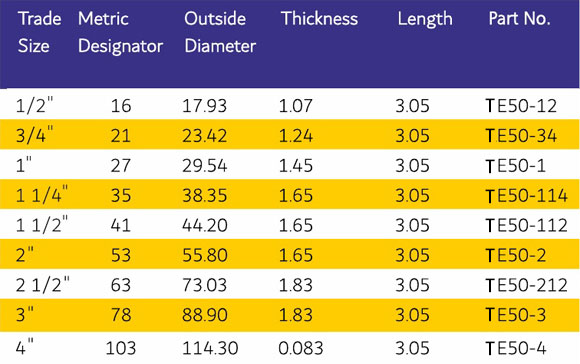 Trade Metric Outside Thickness Length Part No.
Size Designator Diameter
1/2" 16 17.93 1.07 3.05 TE50-12
3/4" 21 23.42 1.24 3.05 TE50-34
1" 27 29.54 1.45 3.05 TE50-1
1 1/4" 35 38.35 1.65 3.05 TE50-114
1 1/2" 41 44.20 1.65 3.05 TE50-112
2" 53 55.80 1.65 3.05 TE50-2
2 1/2" 63 73.03 1.83 3.05 TE50-212
3" 78 88.90 1.83 3.05 TE50-3
4" 103 114.30 0.083 3.05 TE50-4